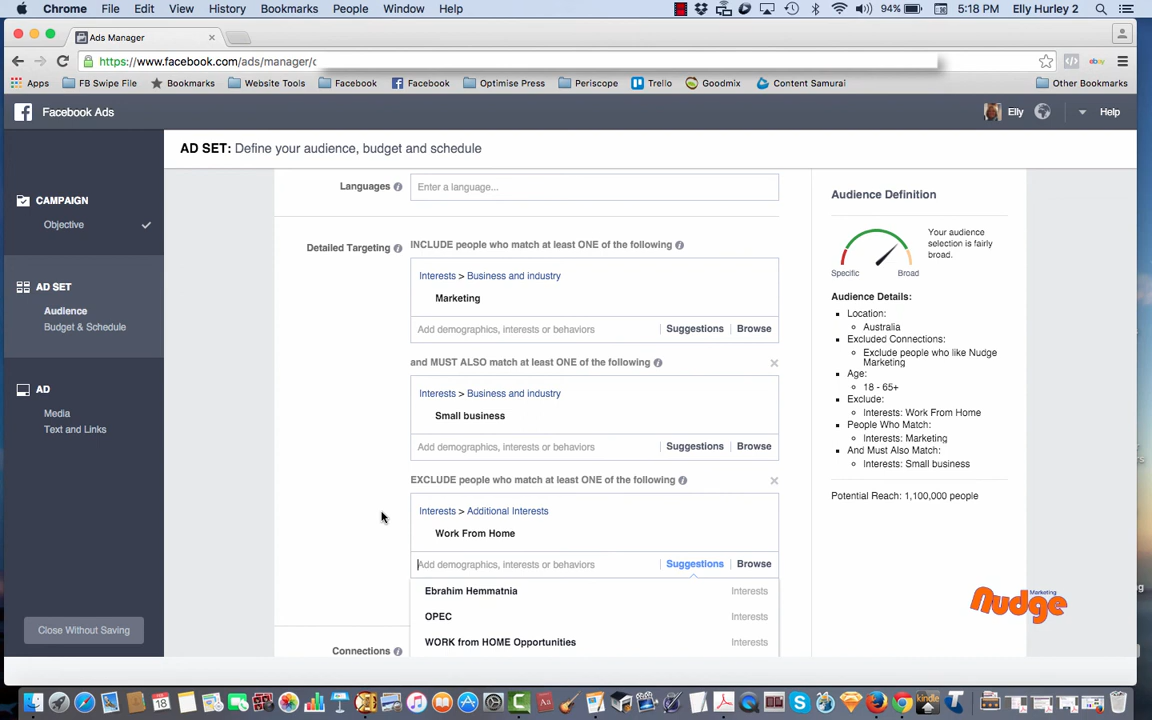 Chrome File Edit View History Bookmarks People Window Help 94% 5:18 PM Elly Hurley 2
Ads Manager
https://www.facebook.com/ads/manager/c
Apps FB Swipe File Bookmarks Website Tools Facebook Facebook Optimise Press Periscope Trello Goodmix Content Samurai Other Bookmarks
Facebook Ads Elly Help
AD SET: Define your audience, budget and schedule
CAMPAIGN
Objective
AD SET
Audience
Budget & Schedule
AD
Media
Text and Links
Close Without Saving
Languages
Enter a language...
Detailed Targeting
INCLUDE people who match at least ONE of the following
Interests > Business and industry
Marketing
Add demographics, interests or behaviors Suggestions Browse
and MUST ALSO match at least ONE of the following
Interests > Business and industry
Small business
Add demographics, interests or behaviors Suggestions Browse
EXCLUDE people who match at least ONE of the following
Interests > Additional Interests
Work From Home
Add demographics, interests or behaviors Suggestions Browse
Ebrahim Hemmatnia Interests
OPEC Interests
WORK from HOME Opportunities Interests
Connections
Audience Definition
Specific Broad
Your audience
selection is fairly
broad.
Audience Details:
Location:
Australia
Excluded Connections:
Exclude people who like Nudge
Marketing
Age:
18 - 65+
Exclude:
Interests: Work From Home
People Who Match:
Interests: Marketing
And Must Also Match:
Interests: Small business
Potential Reach: 1,100,000 people
Marketing
Nudge